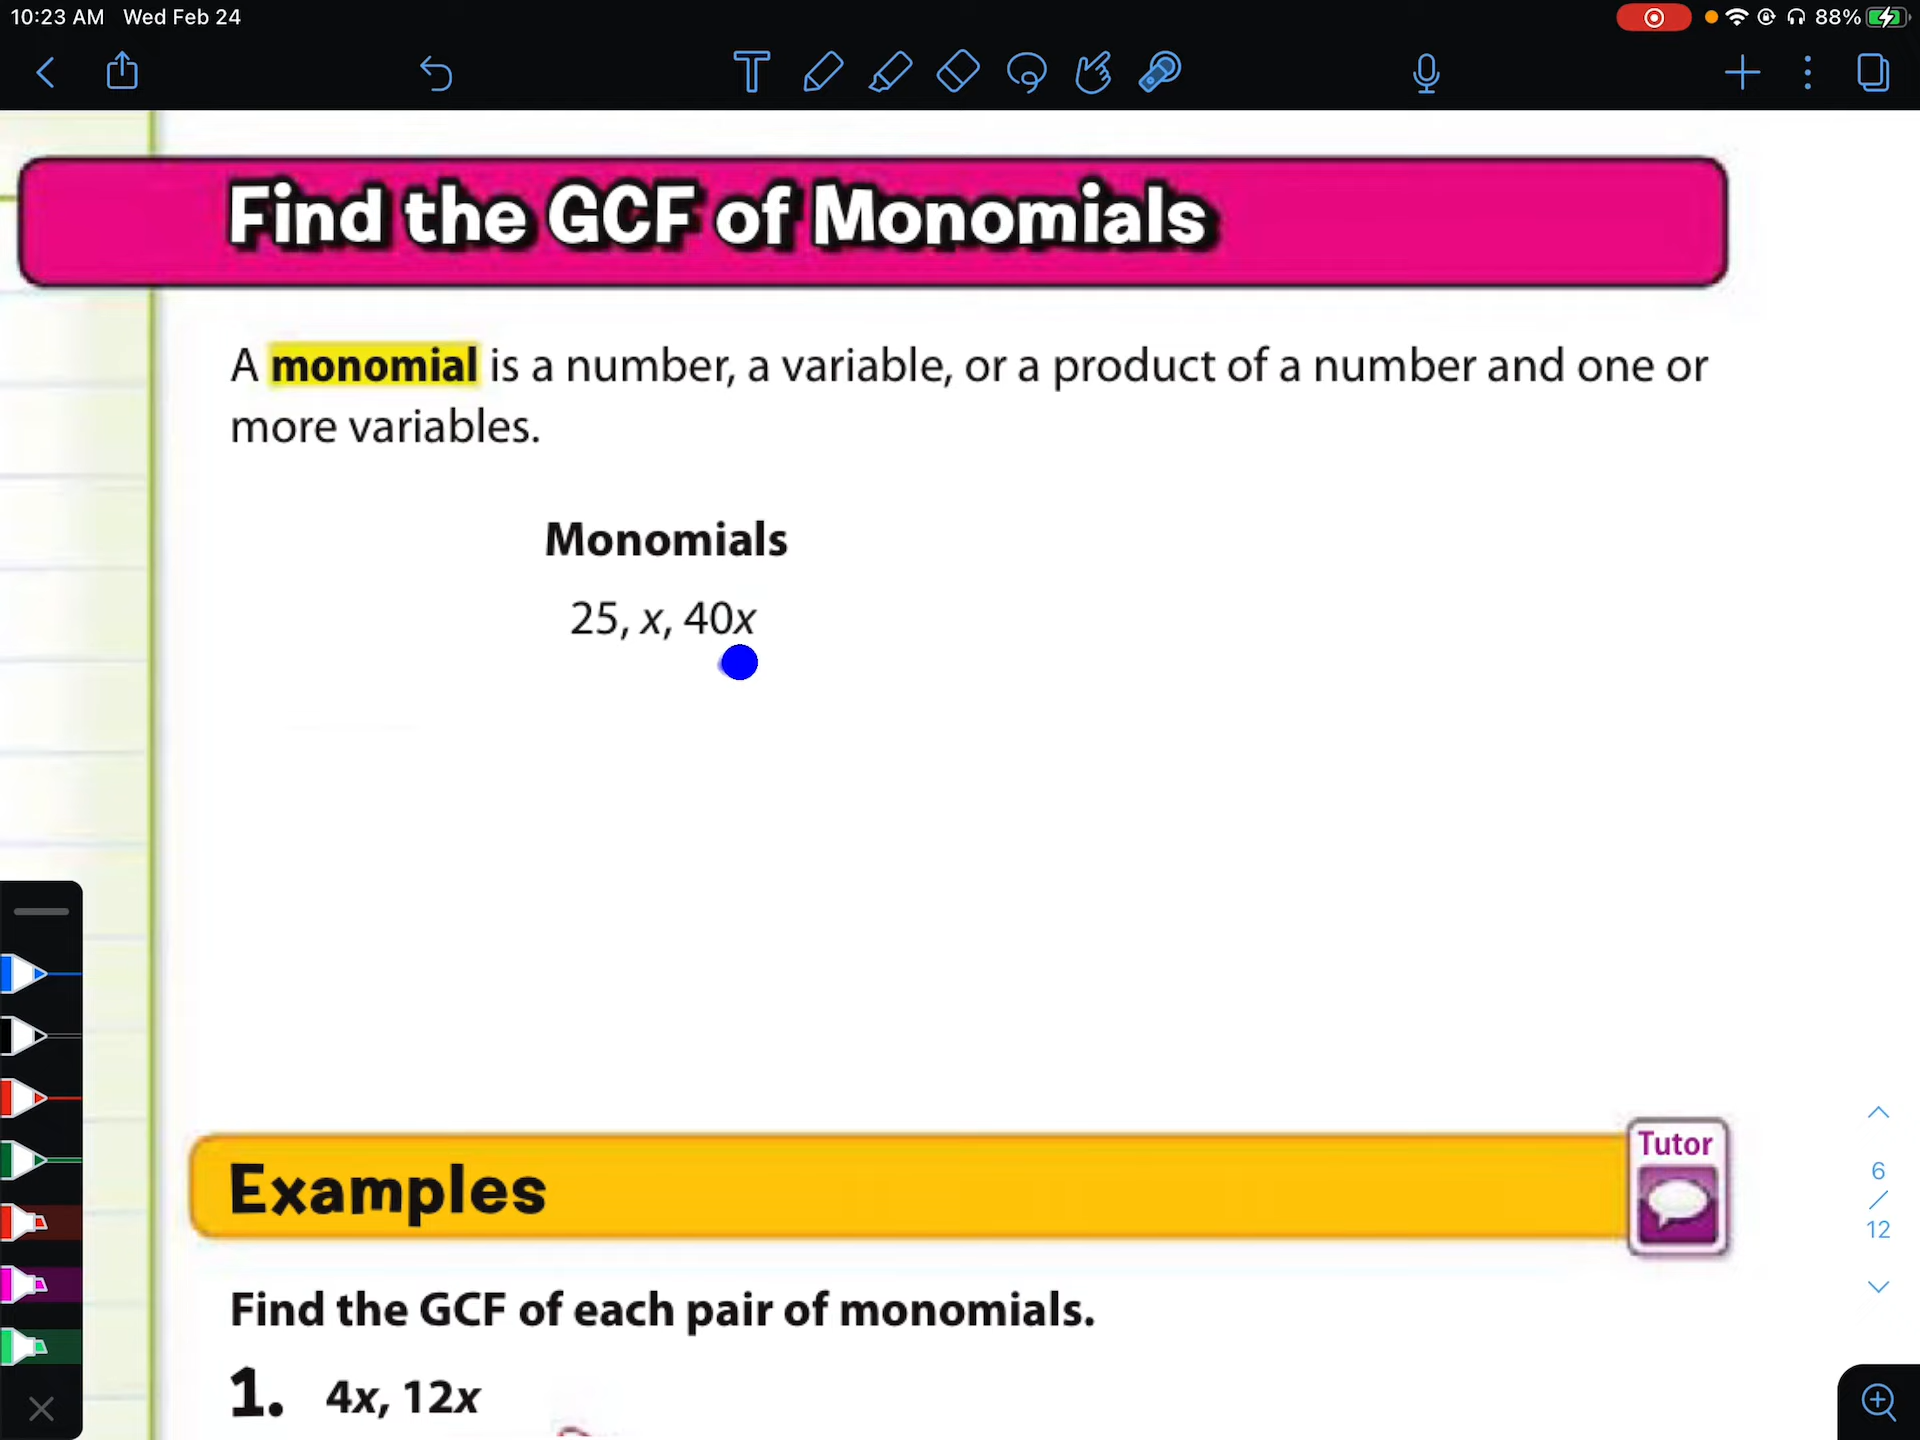 10:23 AM Wed Feb 24
88%
Find the GCF of Monomials
A monomial is a number, a variable, or a product of a number and one or
more variables.
Monomials
25, x, 40x
Examples
Tutor
Find the GCF of each pair of monomials.
1. 4x, 12x
6
/
12